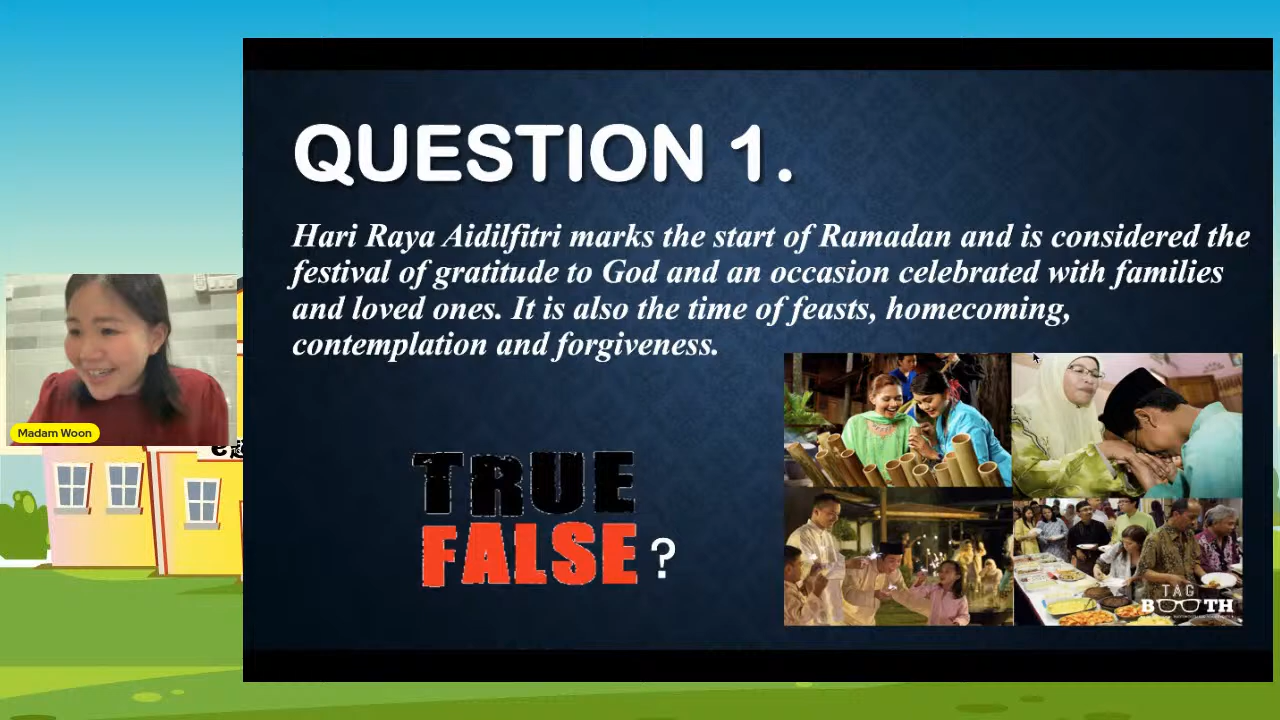 QUESTION 1.
Hari Raya Aidilfitri marks the start of Ramadan and is considered the
festival of gratitude to God and an occasion celebrated with families
and loved ones. It is also the time of feasts, homecoming,
contemplation and forgiveness.
TRUE
FALSE ?
Madam Woon
TAG
BOOTH